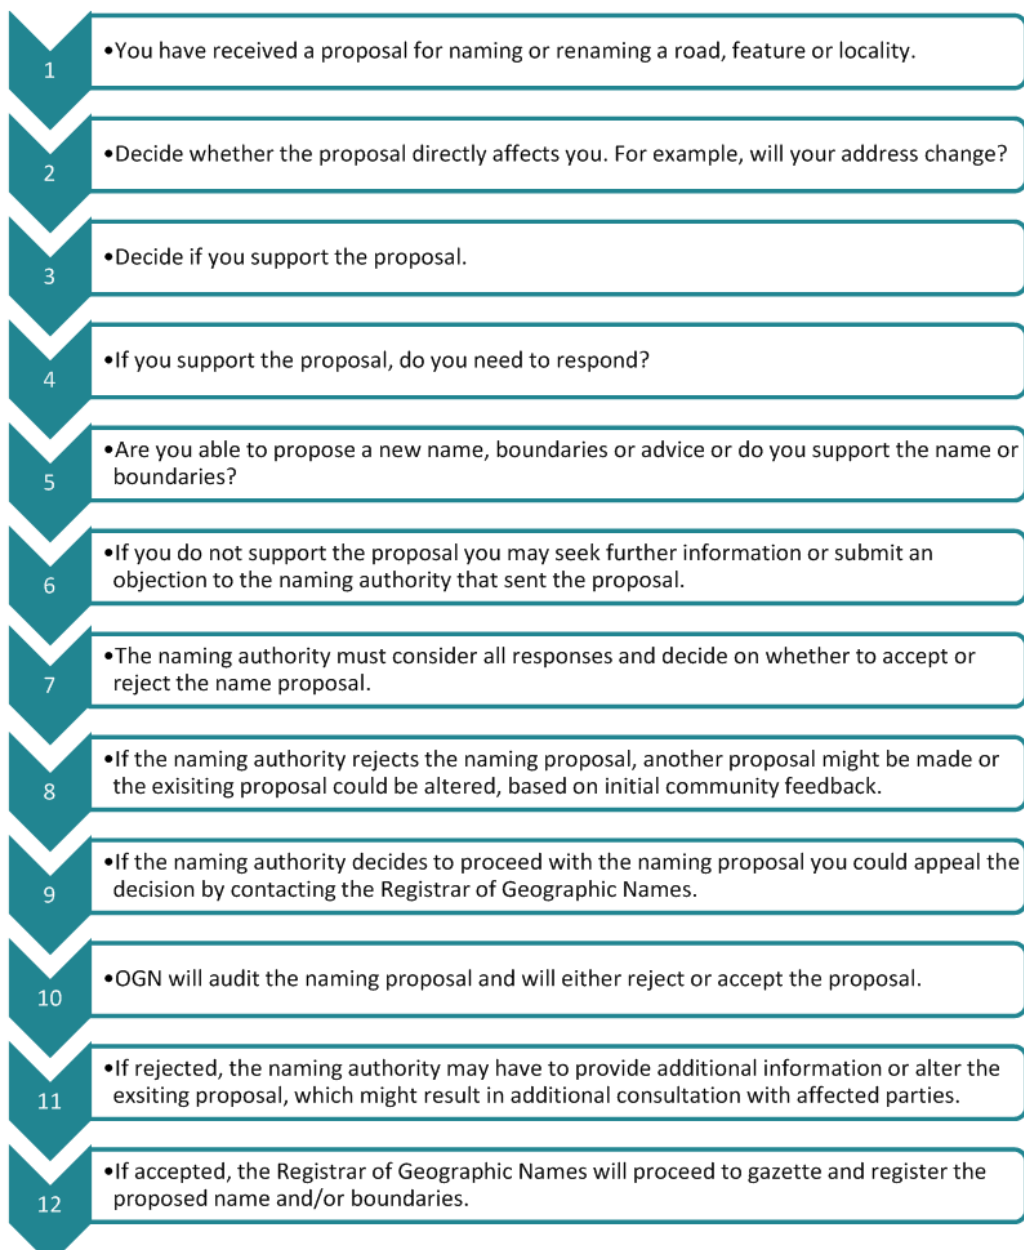 1
•You have received a proposal for naming or renaming a road, feature or locality.
2
•Decide whether the proposal directly affects you. For example, will your address change?
3
•Decide if you support the proposal.
4
•If you support the proposal, do you need to respond?
5
•Are you able to propose a new name, boundaries or advice or do you support the name or
boundaries?
6
•If you do not support the proposal you may seek further information or submit an
objection to the naming authority that sent the proposal.
7
•The naming authority must consider all responses and decide on whether to accept or
reject the name proposal.
8
•If the naming authority rejects the naming proposal, another proposal might be made or
the exisiting proposal could be altered, based on initial community feedback.
9
•If the naming authority decides to proceed with the naming proposal you could appeal the
decision by contacting the Registrar of Geographic Names.
10
•OGN will audit the naming proposal and will either reject or accept the proposal.
11
•If rejected, the naming authority may have to provide additional information or alter the
exsiting proposal, which might result in additional consultation with affected parties.
12
•If accepted, the Registrar of Geographic Names will proceed to gazette and register the
proposed name and/or boundaries.